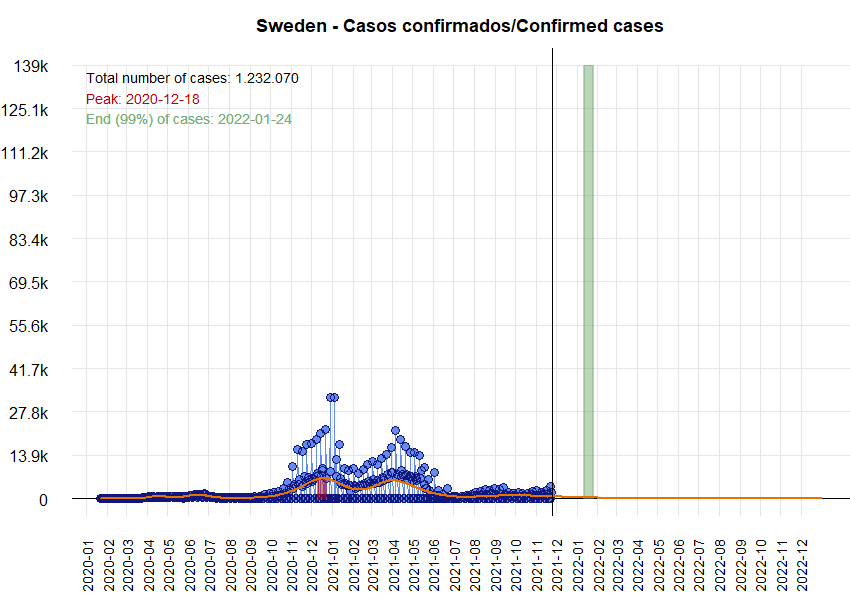 Sweden - Casos confirmados/Confirmed cases
139k
125.1k
111.2k
97.3k
83.4k
69.5k
55.6k
41.7k
27.8k
13.9k
0
Total number of cases: 1.232.070
Peak: 2020-12-18
End (99%) of cases: 2022-01-24
2020-01
2020-02
2020-03
2020-04
2020-05
2020-06
2020-07
2020-08
2020-09
2020-10
2020-11
2020-12
2021-01
2021-02
2021-03
2021-04
2021-05
2021-06
2021-07
2021-08
2021-09
2021-10
2021-11
2021-12
2022-01
2022-02
2022-03
2022-04
2022-05
2022-06
2022-07
2022-08
2022-09
2022-10
2022-11
2022-12